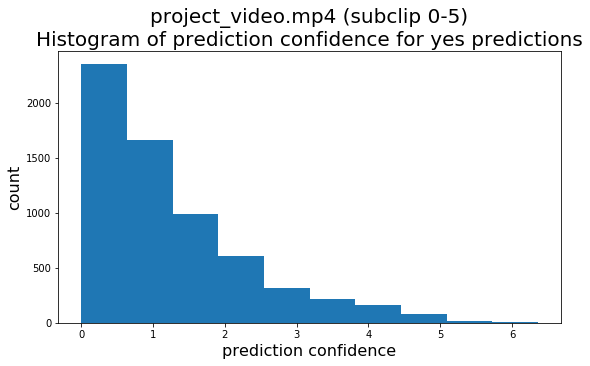 project_video.mp4 (subclip 0-5)
Histogram of prediction confidence for yes predictions
count
2000
1500
1000
500
0
0 1 2 3 4 5 6
prediction confidence